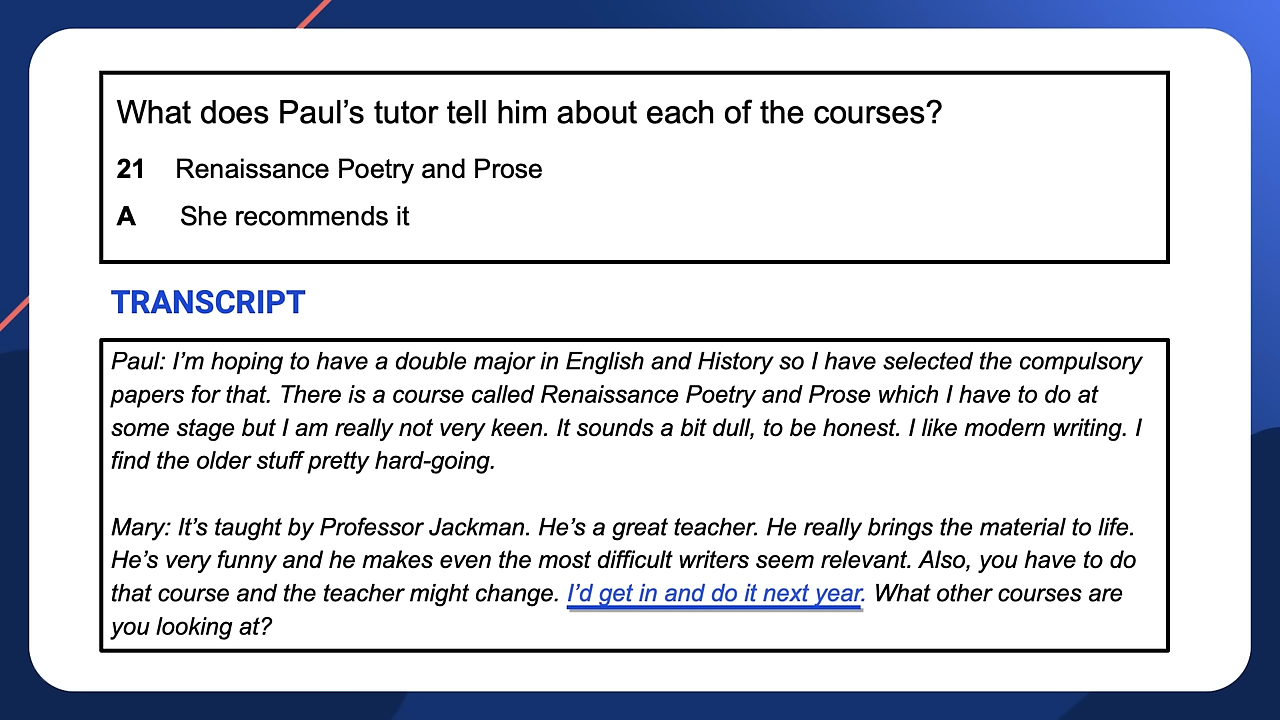 What does Paul’s tutor tell him about each of the courses?
21 Renaissance Poetry and Prose
A She recommends it
TRANSCRIPT
Paul: I’m hoping to have a double major in English and History so I have selected the compulsory
papers for that. There is a course called Renaissance Poetry and Prose which I have to do at
some stage but I am really not very keen. It sounds a bit dull, to be honest. I like modern writing. I
find the older stuff pretty hard-going.
Mary: It’s taught by Professor Jackman. He’s a great teacher. He really brings the material to life.
He’s very funny and he makes even the most difficult writers seem relevant. Also, you have to do
that course and the teacher might change. I’d get in and do it next year. What other courses are
you looking at?